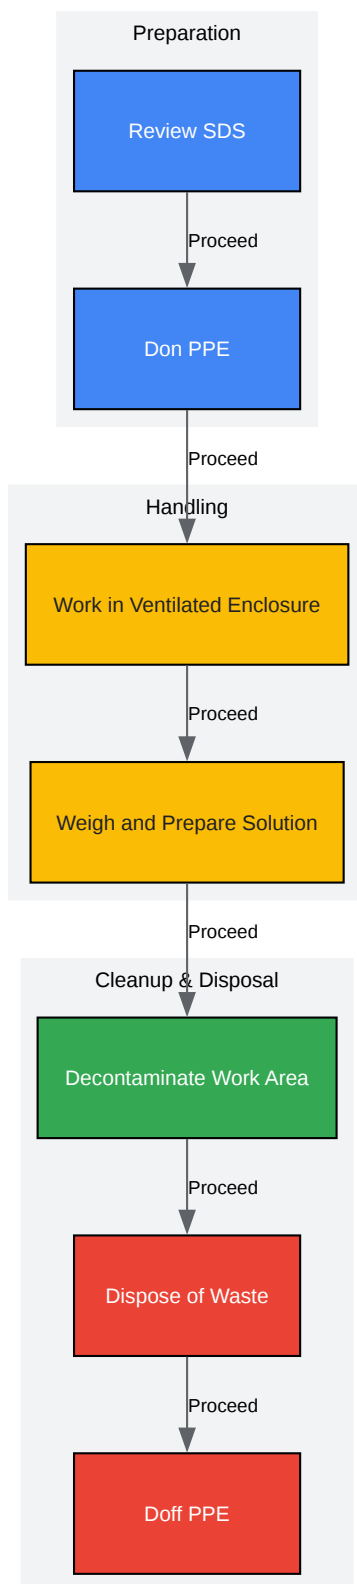 Preparation
Review SDS
Proceed
Don PPE
Proceed
Handling
Work in Ventilated Enclosure
Proceed
Weigh and Prepare Solution
Proceed
Cleanup & Disposal
Decontaminate Work Area
Proceed
Dispose of Waste
Proceed
Doff PPE